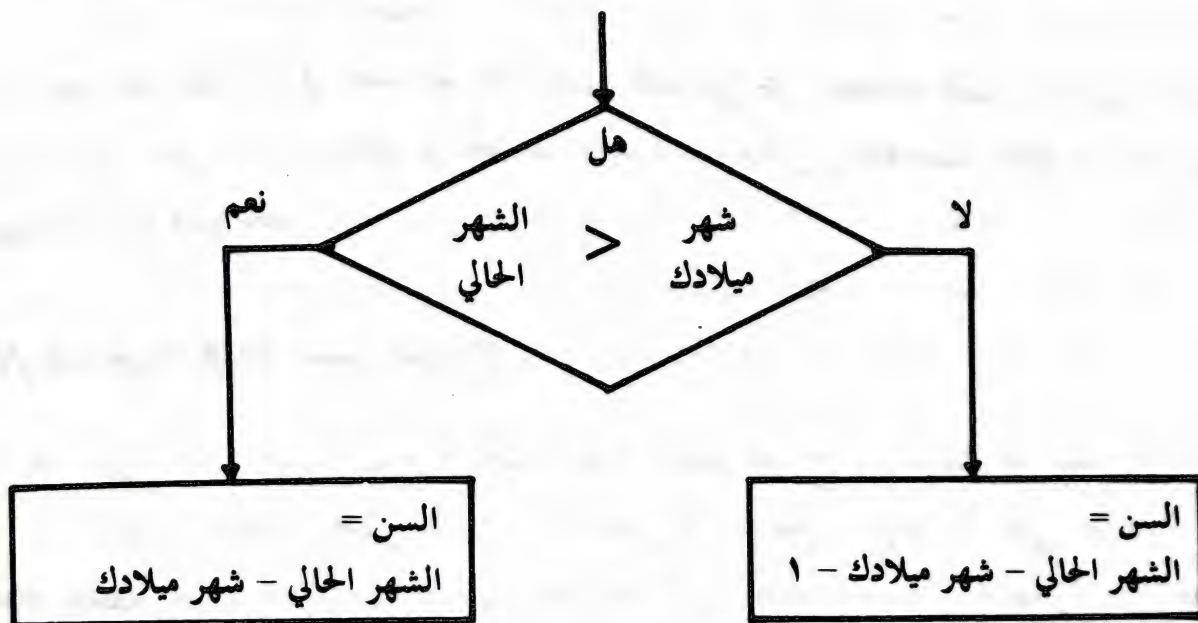 هل
نعم
لا
شهر > الشهر
ميلادك الحالي
السن =
الشهر الحالي – شهر ميلادك – ١
السن =
الشهر الحالي – شهر ميلادك